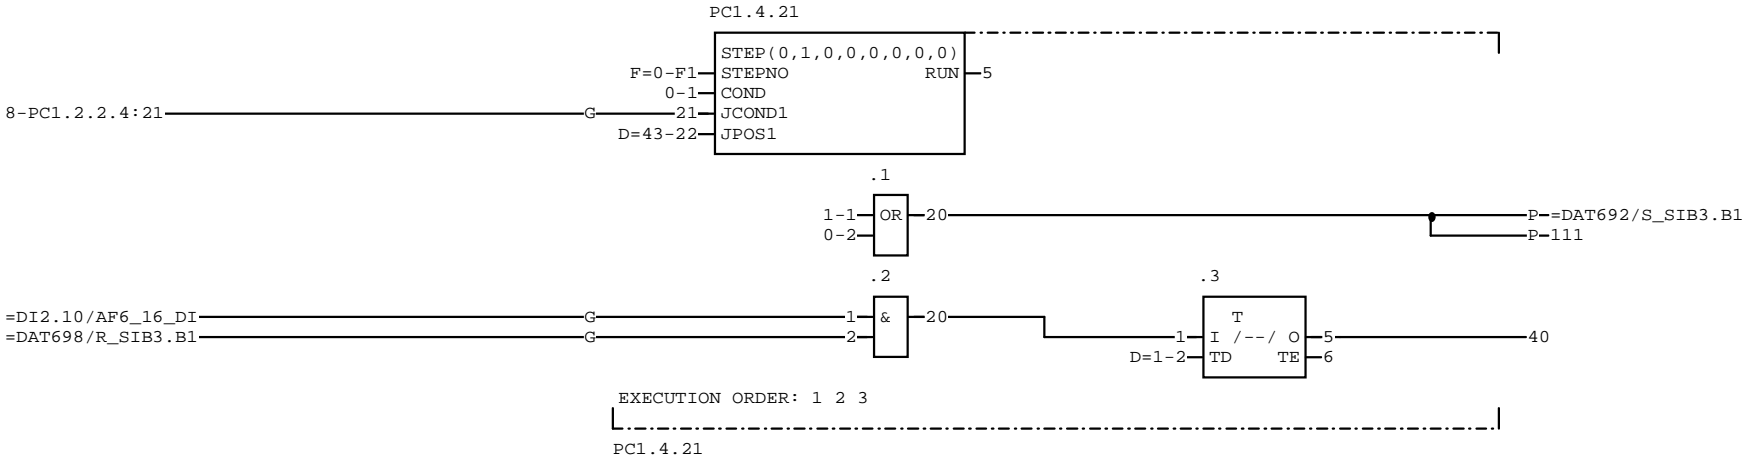 PC1.4.21
STEP(0,1,0,0,0,0,0,0)
F=0-F1 STEPNO RUN 5
0-1 COND
8-PC1.2.2.4:21 G 21 JCOND1
D=43-22 JPOS1
.1
1-1 OR 20 P =DAT692/S_SIB3.B1
0-2 P 111
.2 .3
=DI2.10/AF6_16_DI G 1 & 20 T
=DAT698/R_SIB3.B1 G 2 1 I /--/ O 5 40
D=1-2 TD TE 6
EXECUTION ORDER: 1 2 3
PC1.4.21